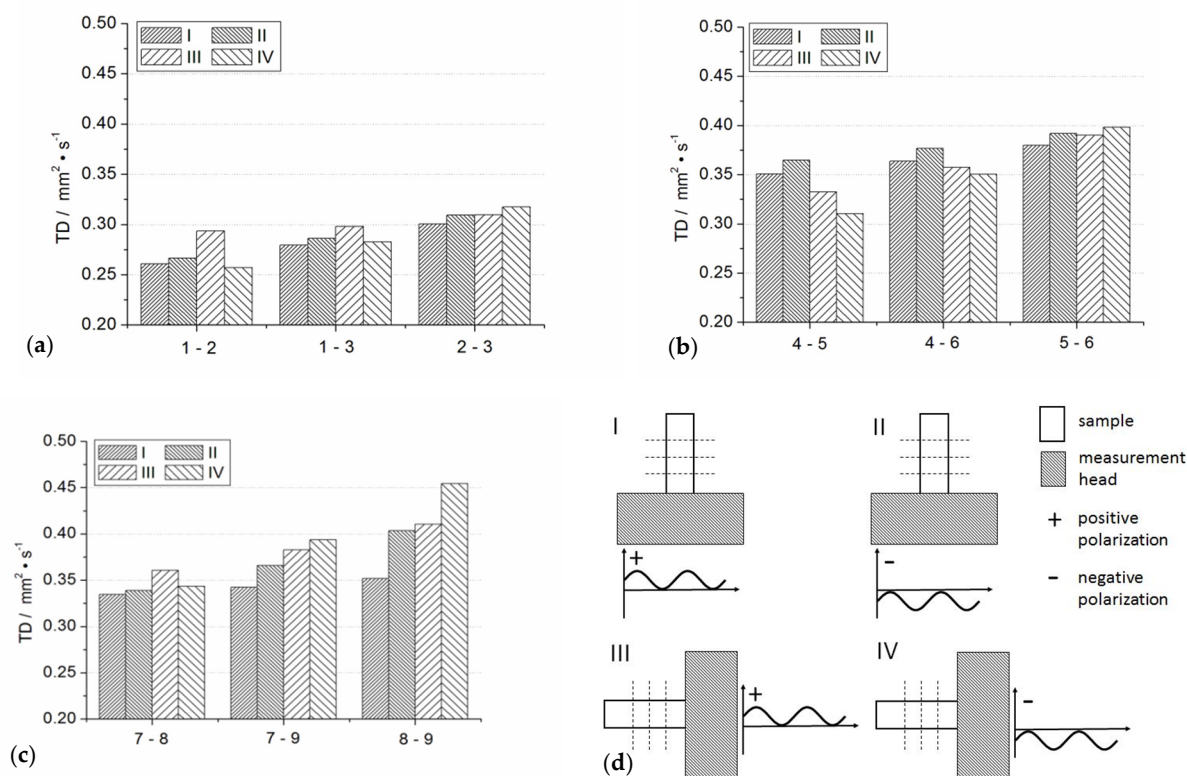 0.50
0.45
0.40
0.35
0.30
0.25
0.20
TD / mm² • s⁻¹
I II
III IV
1 - 2 1 - 3 2 - 3
(a)
0.50
0.45
0.40
0.35
0.30
0.25
0.20
TD / mm² • s⁻¹
I II
III IV
4 - 5 4 - 6 5 - 6
(b)
0.50
0.45
0.40
0.35
0.30
0.25
0.20
TD / mm² • s⁻¹
I II
III IV
7 - 8 7 - 9 8 - 9
(c)
I
+
II
-
sample
measurement
head
+ positive
polarization
- negative
polarization
III
+
IV
-
(d)